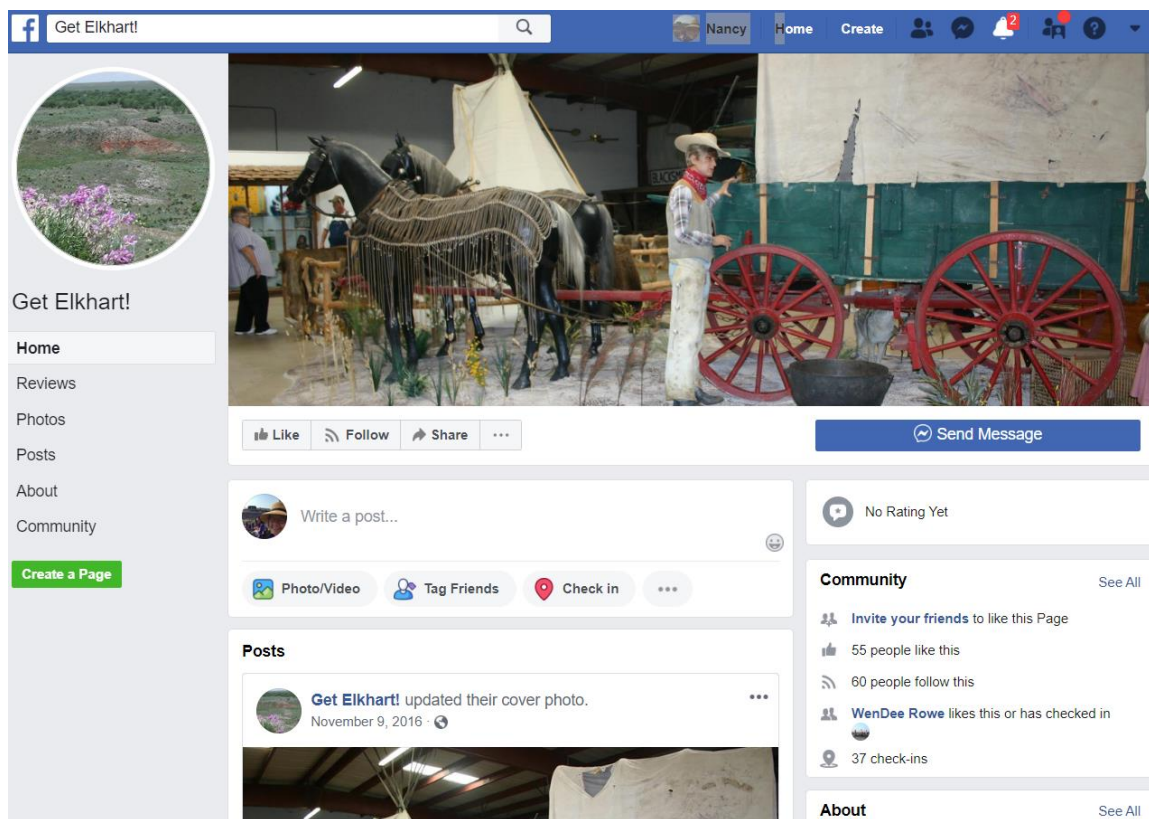 Get Elkhart!
Nancy
Home
Create
2
Get Elkhart!
Home
Reviews
Photos
Posts
About
Community
Create a Page
Like
Follow
Share
Send Message
Write a post...
Photo/Video
Tag Friends
Check in
Posts
Get Elkhart! updated their cover photo.
November 9, 2016
No Rating Yet
Community
See All
Invite your friends to like this Page
55 people like this
60 people follow this
WenDee Rowe likes this or has checked in
37 check-ins
About
See All